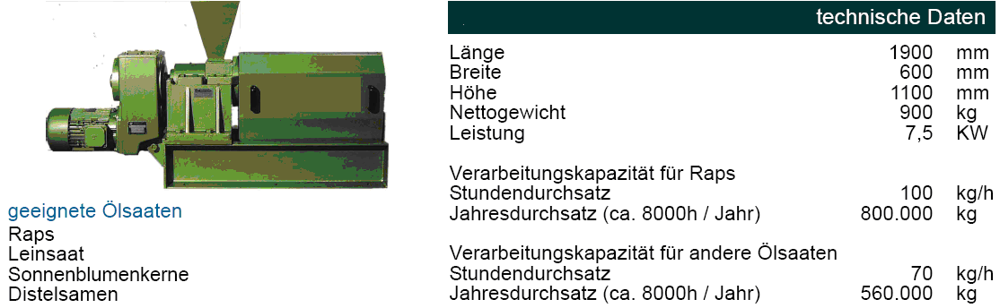 technische Daten
Länge 1900 mm
Breite 600 mm
Höhe 1100 mm
Nettogewicht 900 kg
Leistung 7,5 KW
Verarbeitungskapazität für Raps
Stundendurchsatz 100 kg/h
Jahresdurchsatz (ca. 8000h / Jahr) 800.000 kg
Verarbeitungskapazität für andere Ölsaaten
Stundendurchsatz 70 kg/h
Jahresdurchsatz (ca. 8000h / Jahr) 560.000 kg
geeignete Ölsaaten
Raps
Leinsaat
Sonnenblumenkerne
Distelsamen